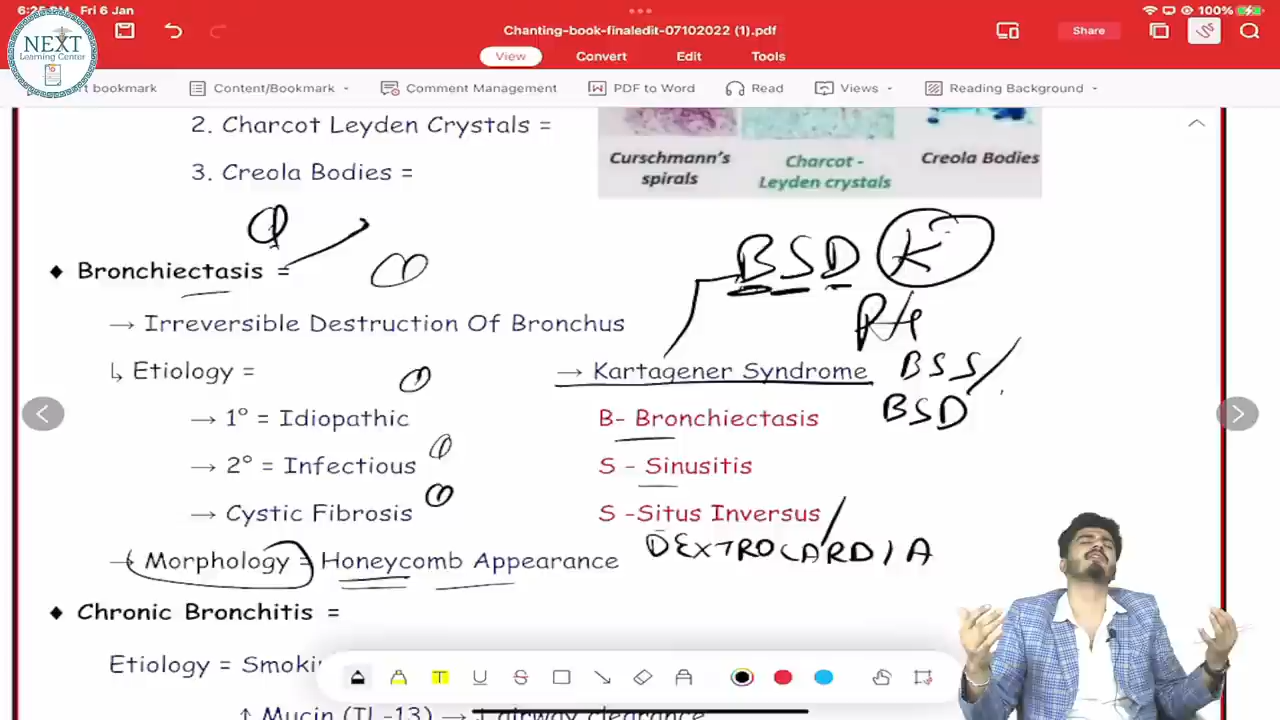 6:25 PM Fri 6 Jan
100%
NEXT
Learning Center
Chanting-book-finaledit-07102022 (1).pdf
Share
View
Convert
Edit
Tools
rt bookmark
Content/Bookmark
Comment Management
PDF to Word
Read
Views
Reading Background
2. Charcot Leyden Crystals =
3. Creola Bodies =
Curschmann's
spirals
Charcot -
Leyden crystals
Creola Bodies
BSD K
♦ Bronchiectasis =
→ Irreversible Destruction Of Bronchus
↳ Etiology =
→ Kartagener Syndrome
BSS/
BSD
→ 1° = Idiopathic
B- Bronchiectasis
→ 2° = Infectious
S - Sinusitis
→ Cystic Fibrosis
S -Situs Inversus/
DEXTROCARDIA
→ Morphology = Honeycomb Appearance
♦ Chronic Bronchitis =
Etiology = Smoki
↑ Mucin (IL-13) → ↓ airway clearance